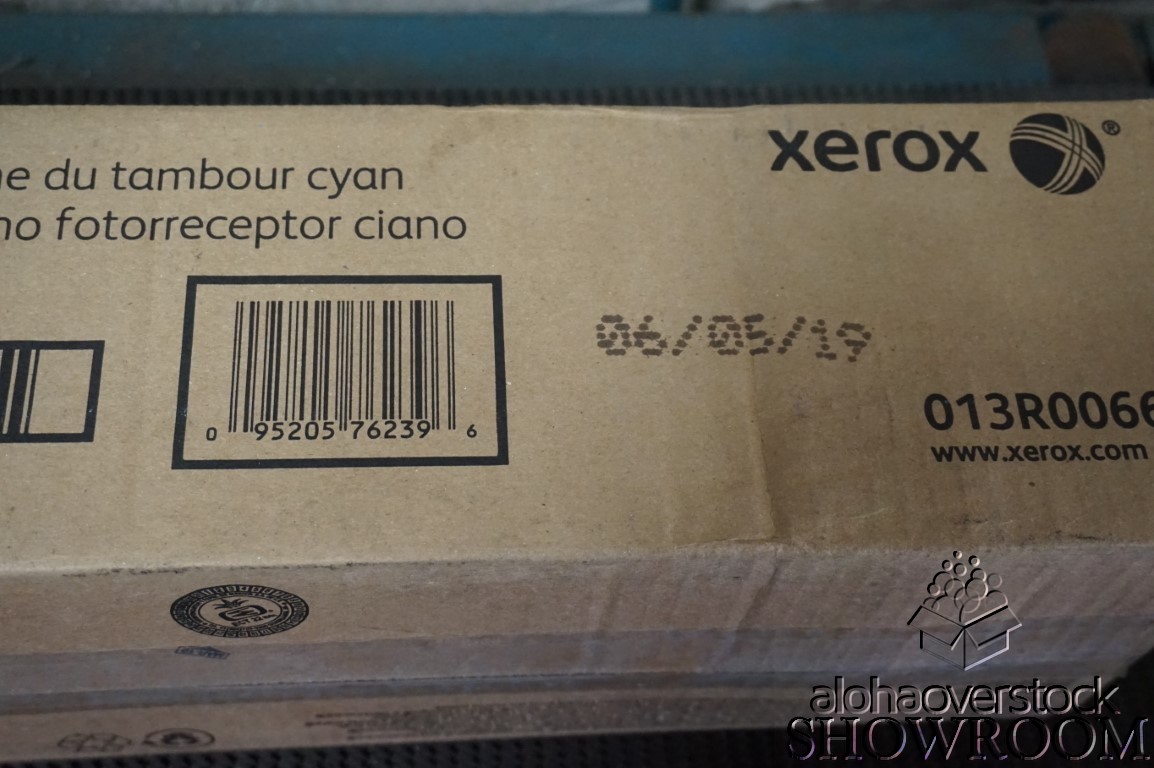 xerox ®
e du tambour cyan
no fotorreceptor ciano
0 95205 76239 6
06/05/19
013R0066
www.xerox.com
alohaoverstock
SHOWROOM